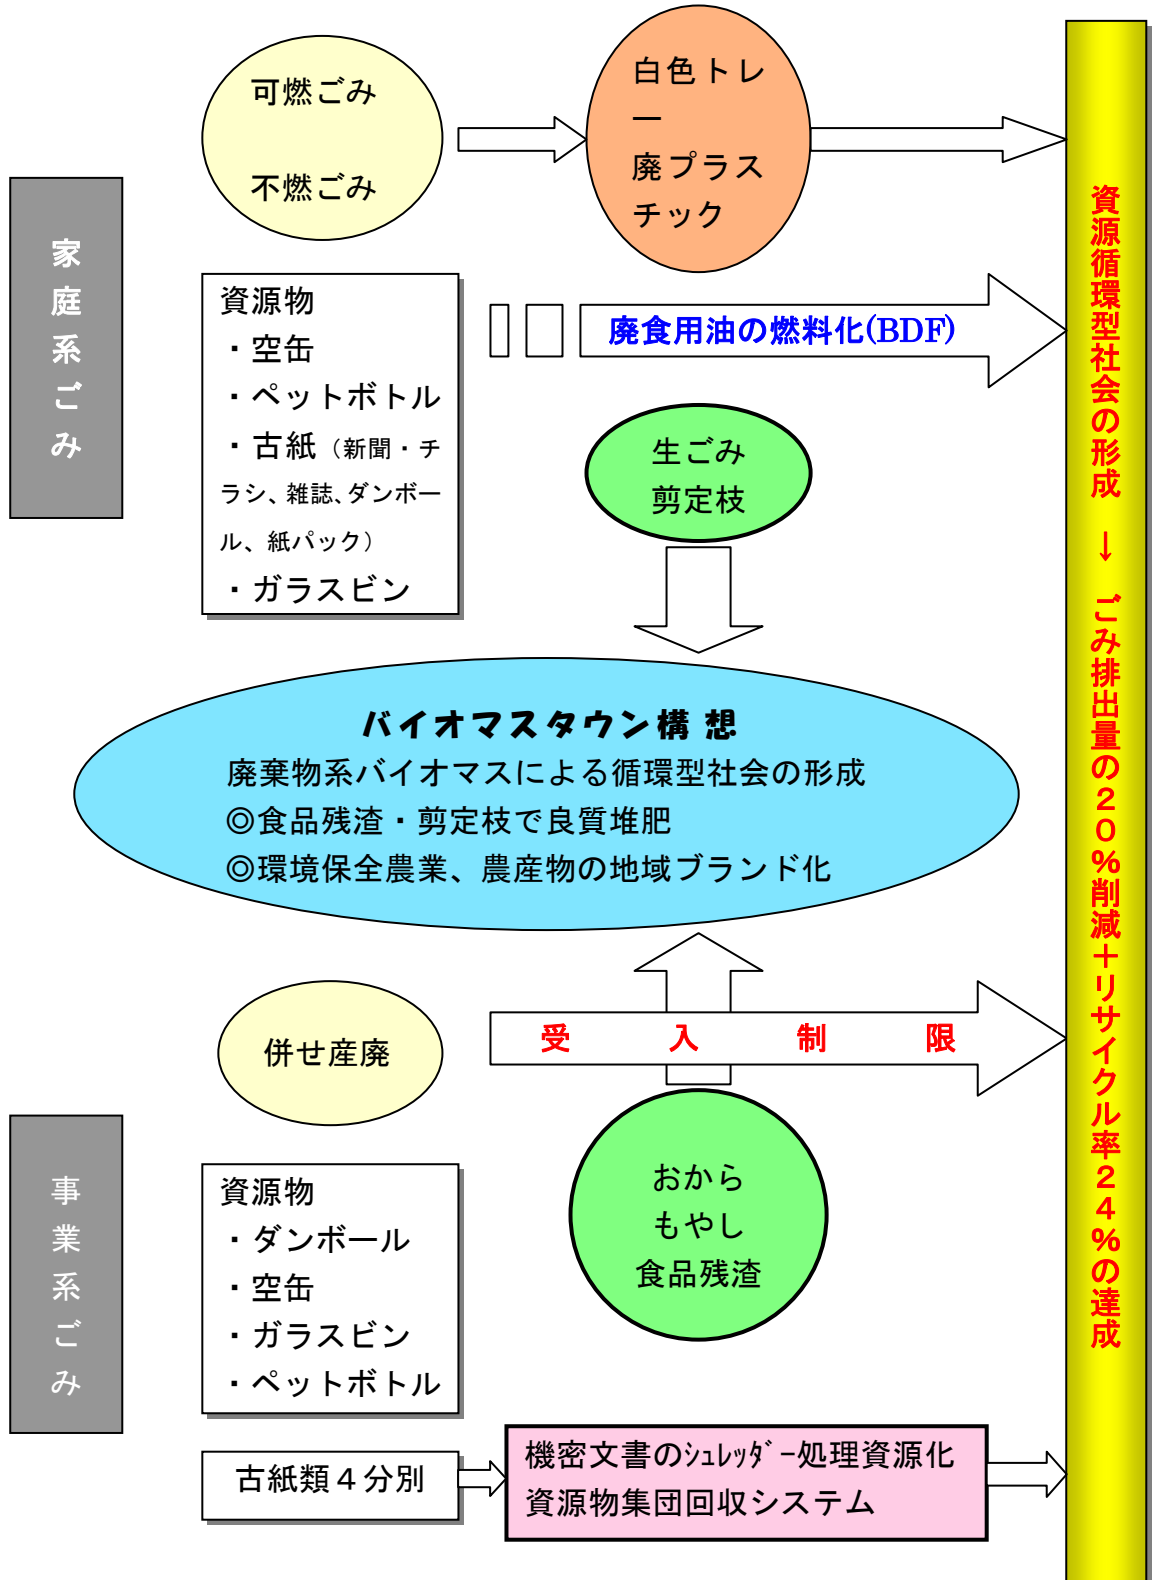 家庭系ごみ
可燃ごみ
不燃ごみ
白色トレ
ー
廃プラス
チック
資源物
・空缶
・ペットボトル
・古紙（新聞・チ
ラシ、雑誌、ダンボー
ル、紙パック）
・ガラスビン
廃食用油の燃料化(BDF)
生ごみ
剪定枝
バイオマスタウン構想
廃棄物系バイオマスによる循環型社会の形成
◎食品残渣・剪定枝で良質堆肥
◎環境保全農業、農産物の地域ブランド化
事業系ごみ
併せ産廃
受入制限
おから
もやし
食品残渣
資源物
・ダンボール
・空缶
・ガラスビン
・ペットボトル
古紙類４分別
機密文書のｼｭﾚｯﾀﾞｰ処理資源化
資源物集団回収システム
資源循環型社会の形成　→　ごみ排出量の２０％削減＋リサイクル率２４％の達成